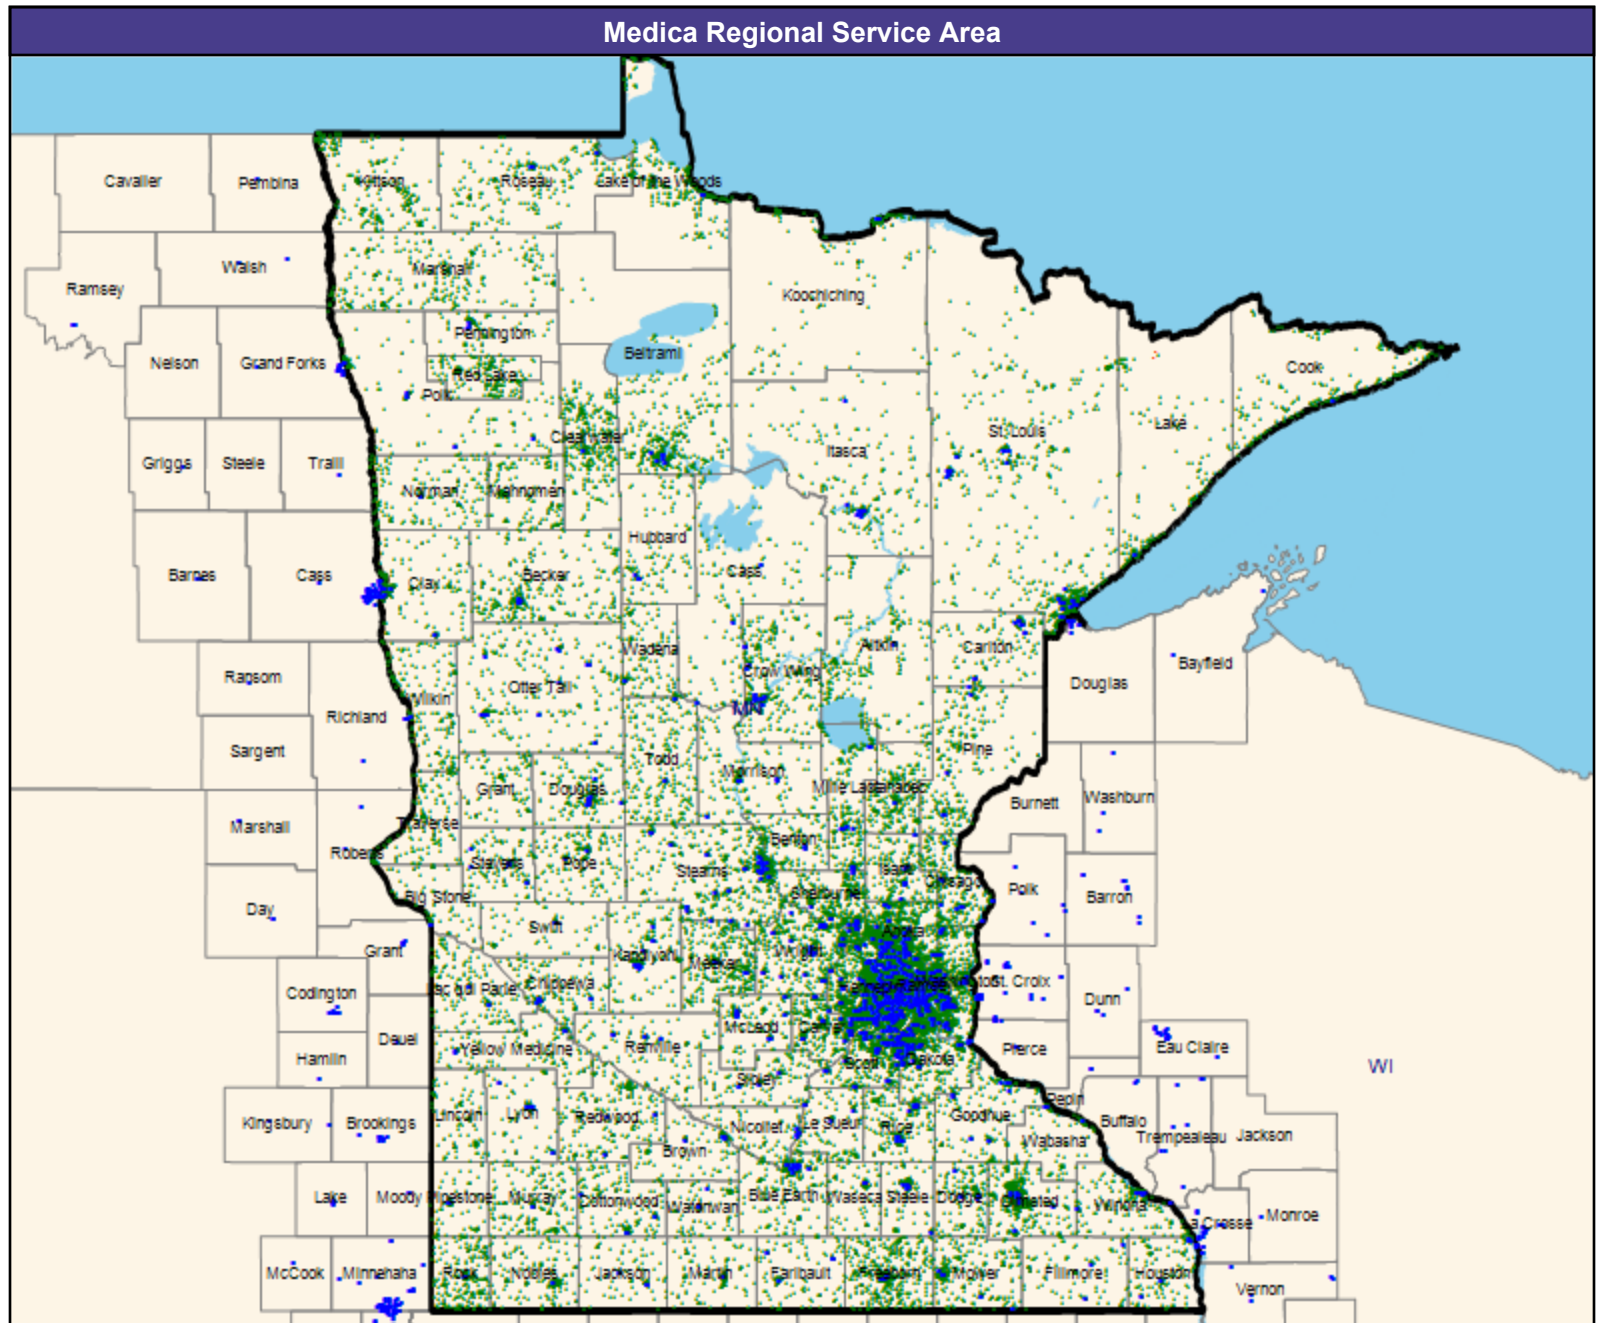 Medica Regional Service Area
Cavalier
Pembina
Kittson
Roseau
Lake of the Woods
Walsh
Ramsey
Marshall
Koochiching
Nelson
Grand Forks
Pennington
Red Lake
Polk
Beltrami
Cook
Lake
St. Louis
Clearwater
Itasca
Griggs
Steele
Traill
Norman
Mahnomen
Hubbard
Cass
Barnes
Cass
Clay
Becker
Wadena
Crow Wing
Aitkin
Carlton
Douglas
Bayfield
Ransom
Richland
Wilkin
Otter Tail
MN
Sargent
Todd
Morrison
Pine
Grant
Douglas
Mille Lacs
Kanabec
Burnett
Washburn
Marshall
Roberts
Traverse
Benton
Stevens
Pope
Stearns
Isanti
Chisago
Polk
Barron
Day
Big Stone
Sherburne
Swift
Anoka
Grant
Kandiyohi
Meeker
Wright
Codington
Lac qui Parle
Chippewa
Hennepin
Ramsey
St. Croix
Dunn
McLeod
Carver
Deuel
Yellow Medicine
Renville
Scott
Dakota
Pierce
Eau Claire
Hamlin
Sibley
WI
Kingsbury
Brookings
Lincoln
Lyon
Redwood
Nicollet
Le Sueur
Rice
Goodhue
Pepin
Buffalo
Trempealeau
Jackson
Brown
Wabasha
Lake
Moody
Pipestone
Murray
Cottonwood
Watonwan
Blue Earth
Waseca
Steele
Dodge
Olmsted
Winona
La Crosse
Monroe
McCook
Minnehaha
Rock
Nobles
Jackson
Martin
Faribault
Freeborn
Mower
Fillmore
Houston
Vernon